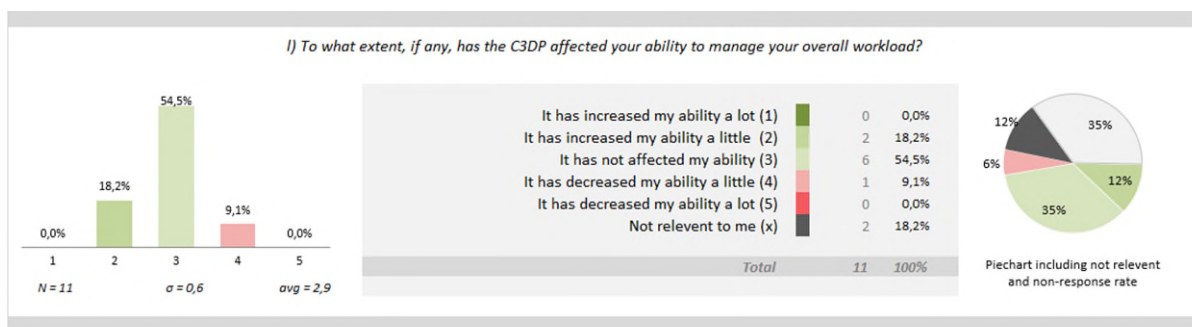 l) To what extent, if any, has the C3DP affected your ability to manage your overall workload?
54,5%
18,2%
9,1%
0,0%
0,0%
1 2 3 4 5
N = 11 σ = 0,6 avg = 2,9
It has increased my ability a lot (1) 0 0,0%
It has increased my ability a little (2) 2 18,2%
It has not affected my ability (3) 6 54,5%
It has decreased my ability a little (4) 1 9,1%
It has decreased my ability a lot (5) 0 0,0%
Not relevent to me (x) 2 18,2%
Total 11 100%
12%
35%
6%
12%
35%
Piechart including not relevent
and non-response rate